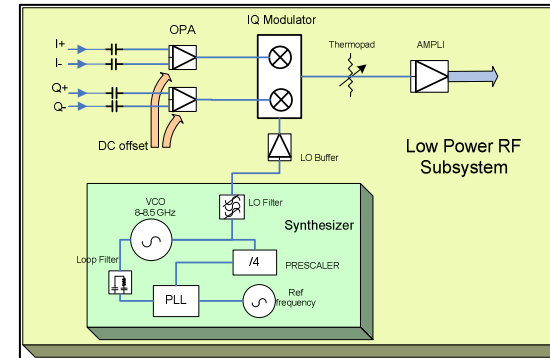 IQ Modulator
OPA
I+
I-
Thermopad
AMPLI
Q+
Q-
DC offset
LO Buffer
Low Power RF
Subsystem
VCO
8-8.5 GHz
LO Filter
Synthesizer
Loop Filter
/4
PRESCALER
PLL
Ref
frequency